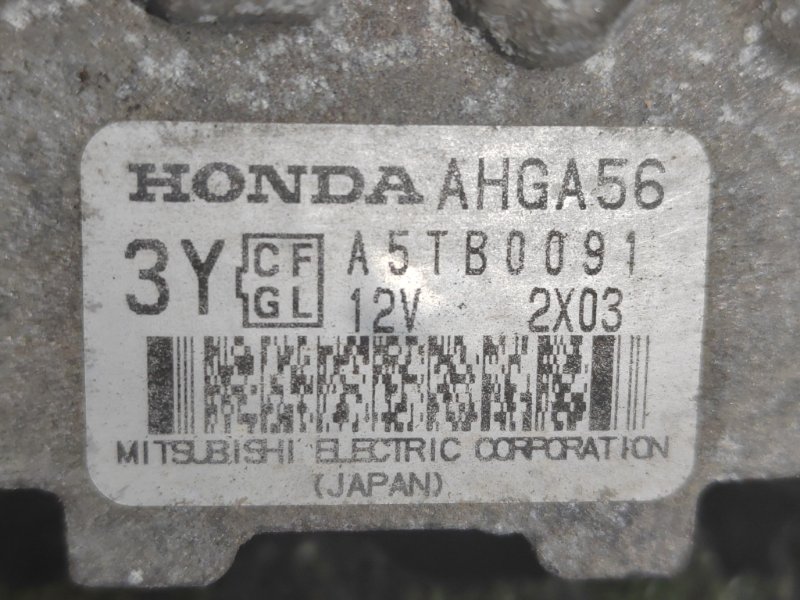 HONDA AHGA56
3Y CF GL A5TB0091
12V 2X03
MITSUBISHI ELECTRIC CORPORATION
(JAPAN)